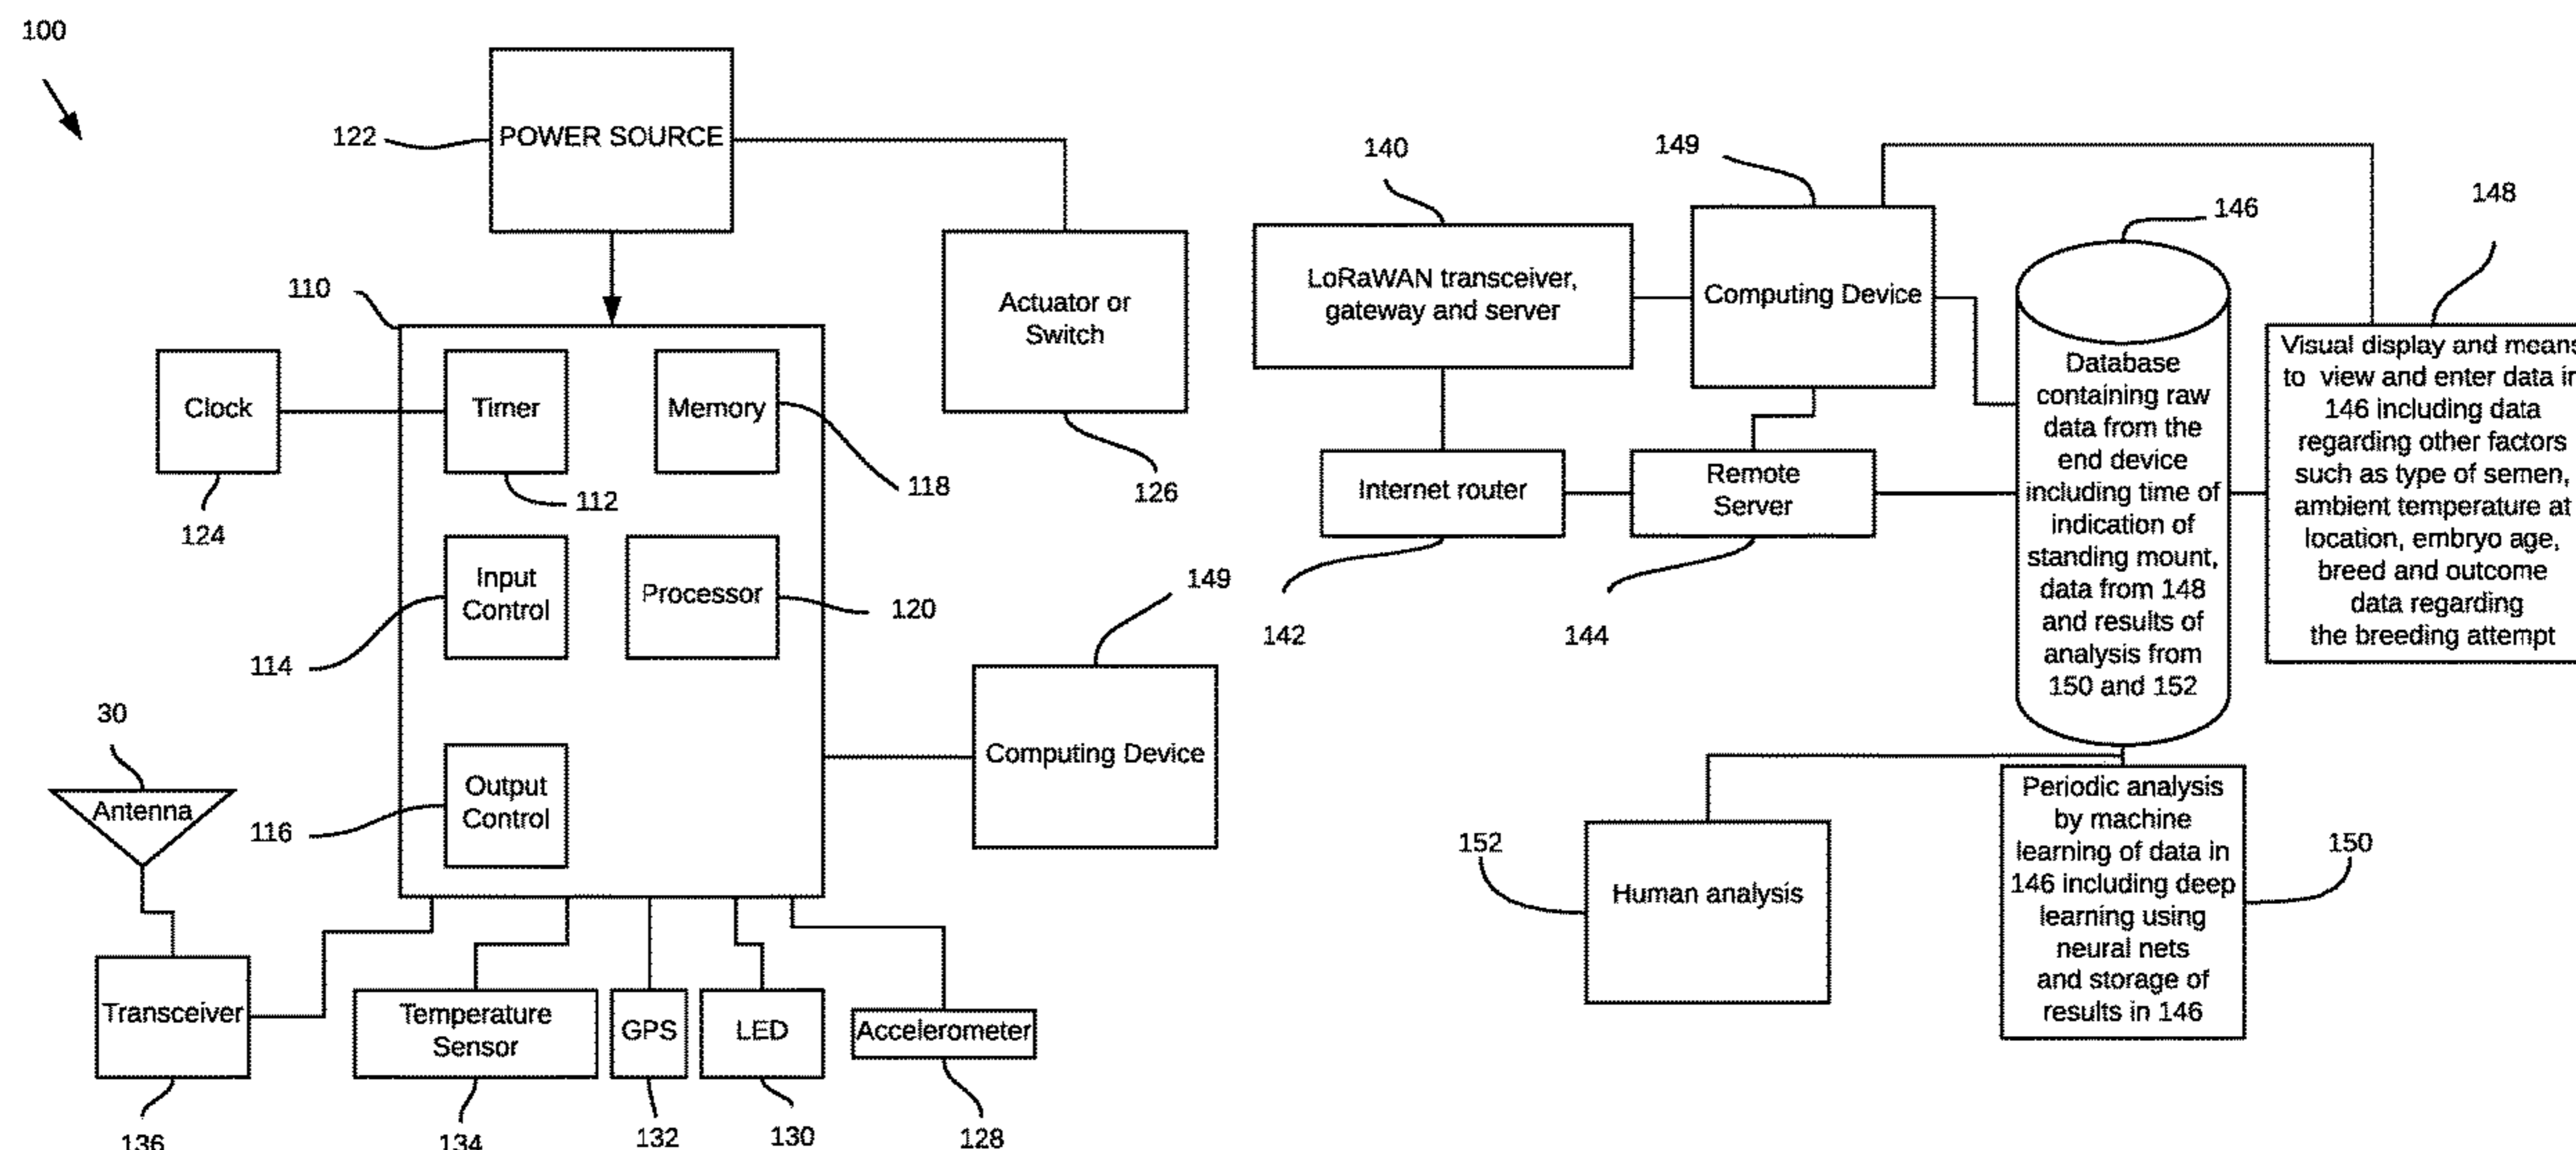 100
122
POWER SOURCE
110
Clock
124
Timer
112
Memory
118
Actuator or
Switch
126
Input
Control
114
Processor
120
Output
Control
116
149
Computing Device
30
Antenna
Transceiver
136
Temperature
Sensor
134
GPS
132
LED
130
Accelerometer
128
140
LoRaWAN transceiver,
gateway and server
149
Computing Device
Internet router
142
Remote
Server
144
146
Database
containing raw
data from the
end device
including time of
indication of
standing mount,
data from 148
and results of
analysis from
150 and 152
148
Visual display and means
to view and enter data in
146 including data
regarding other factors
such as type of semen,
ambient temperature at
location, embryo age,
breed and outcome
data regarding
the breeding attempt
152
Human analysis
Periodic analysis
by machine
learning of data in
146 including deep
learning using
neural nets
and storage of
results in 146
150